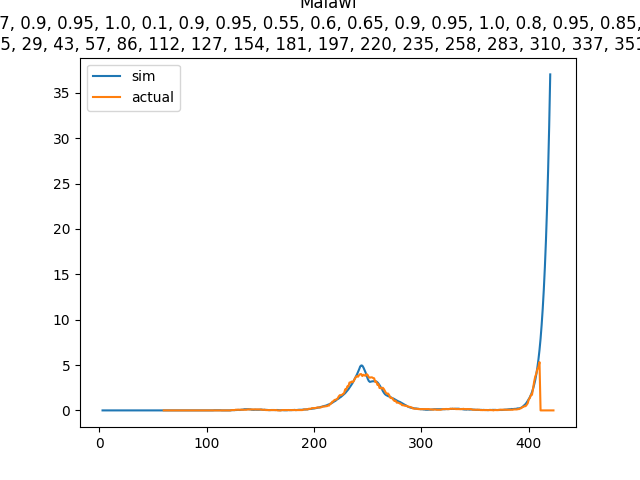 Malawi
7, 0.9, 0.95, 1.0, 0.1, 0.9, 0.95, 0.55, 0.6, 0.65, 0.9, 0.95, 1.0, 0.8, 0.95, 0.85,
5, 29, 43, 57, 86, 112, 127, 154, 181, 197, 220, 235, 258, 283, 310, 337, 351
sim
actual
35
30
25
20
15
10
5
0
0 100 200 300 400